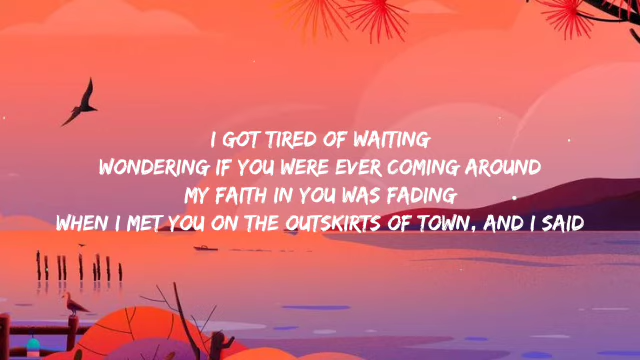 I GOT TIRED OF WAITING
WONDERING IF YOU WERE EVER COMING AROUND
MY FAITH IN YOU WAS FADING
WHEN I MET YOU ON THE OUTSKIRTS OF TOWN, AND I SAID